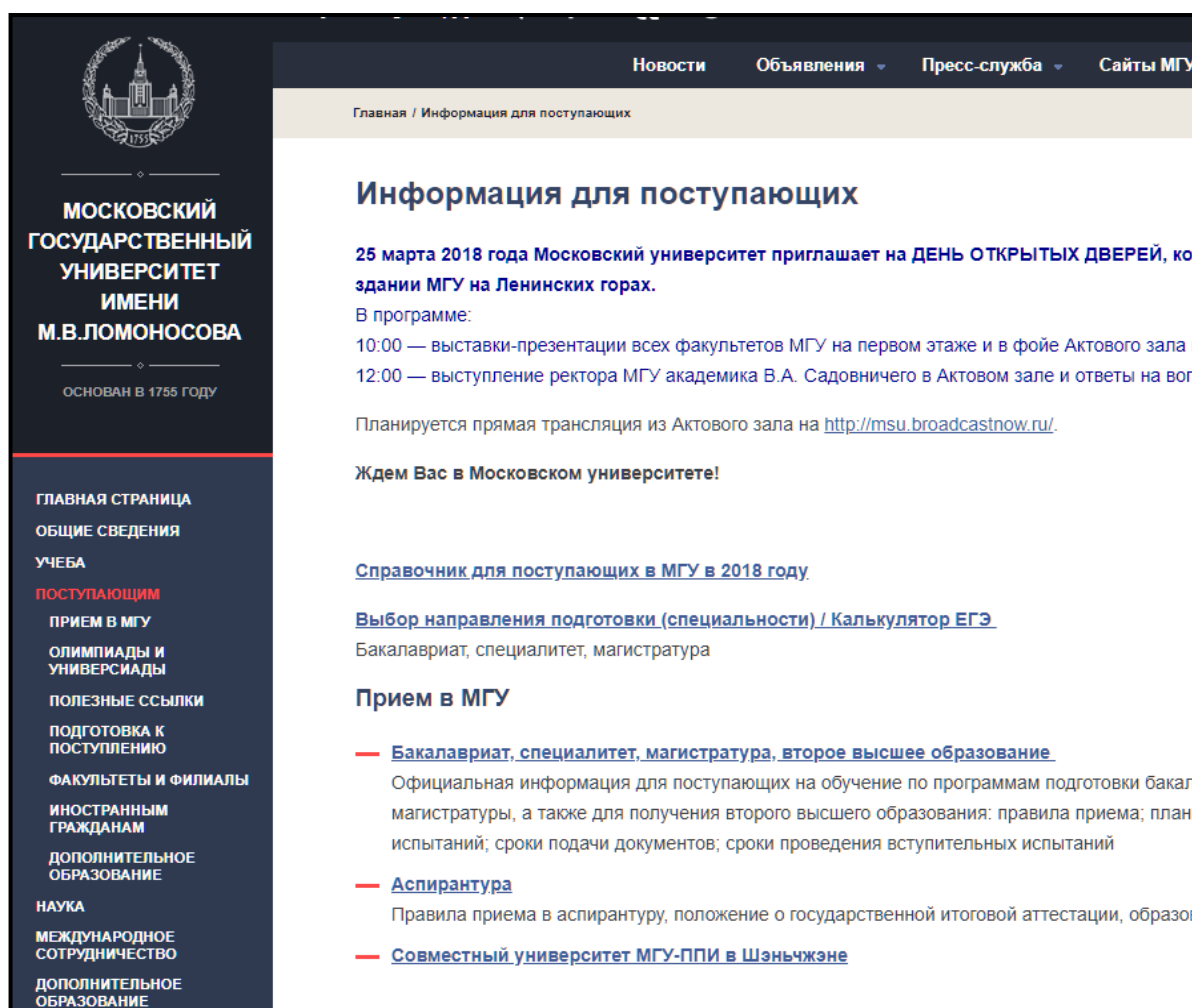 Новости Объявления Пресс-служба Сайты МГУ
Главная / Информация для поступающих
1755
МОСКОВСКИЙ
ГОСУДАРСТВЕННЫЙ
УНИВЕРСИТЕТ
ИМЕНИ
М.В.ЛОМОНОСОВА
ОСНОВАН В 1755 ГОДУ
ГЛАВНАЯ СТРАНИЦА
ОБЩИЕ СВЕДЕНИЯ
УЧЕБА
ПОСТУПАЮЩИМ
ПРИЕМ В МГУ
ОЛИМПИАДЫ И
УНИВЕРСИАДЫ
ПОЛЕЗНЫЕ ССЫЛКИ
ПОДГОТОВКА К
ПОСТУПЛЕНИЮ
ФАКУЛЬТЕТЫ И ФИЛИАЛЫ
ИНОСТРАННЫМ
ГРАЖДАНАМ
ДОПОЛНИТЕЛЬНОЕ
ОБРАЗОВАНИЕ
НАУКА
МЕЖДУНАРОДНОЕ
СОТРУДНИЧЕСТВО
ДОПОЛНИТЕЛЬНОЕ
ОБРАЗОВАНИЕ
Информация для поступающих
25 марта 2018 года Московский университет приглашает на ДЕНЬ ОТКРЫТЫХ ДВЕРЕЙ, ко
здании МГУ на Ленинских горах.
В программе:
10:00 — выставки-презентации всех факультетов МГУ на первом этаже и в фойе Актового зала
12:00 — выступление ректора МГУ академика В.А. Садовничего в Актовом зале и ответы на
Планируется прямая трансляция из Актового зала на http://msu.broadcastnow.ru/.
Ждем Вас в Московском университете!
Справочник для поступающих в МГУ в 2018 году
Выбор направления подготовки (специальности) / Калькулятор ЕГЭ
Бакалавриат, специалитет, магистратура
Прием в МГУ
Бакалавриат, специалитет, магистратура, второе высшее образование
Официальная информация для поступающих на обучение по программам подготовки бакал
магистратуры, а также для получения второго высшего образования: правила приема; план
испытаний; сроки подачи документов; сроки проведения вступительных испытаний
Аспирантура
Правила приема в аспирантуру, положение о государственной итоговой аттестации, образо
Совместный университет МГУ-ППИ в Шэньчжэне